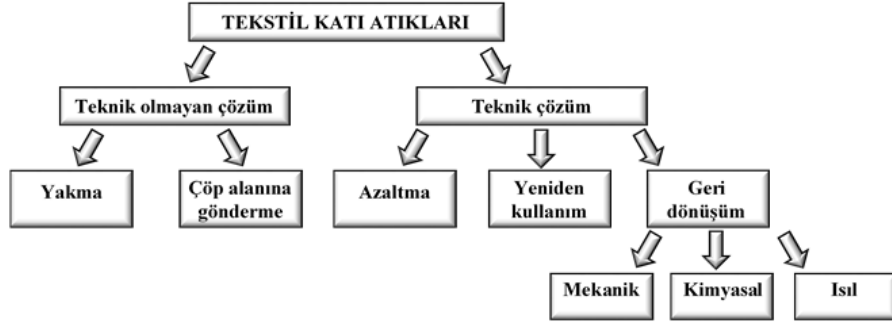 TEKSTİL KATI ATIKLARI
Teknik olmayan çözüm
Teknik çözüm
Yakma
Çöp alanına
gönderme
Azaltma
Yeniden
kullanım
Geri
dönüşüm
Mekanik
Kimyasal
Isıl